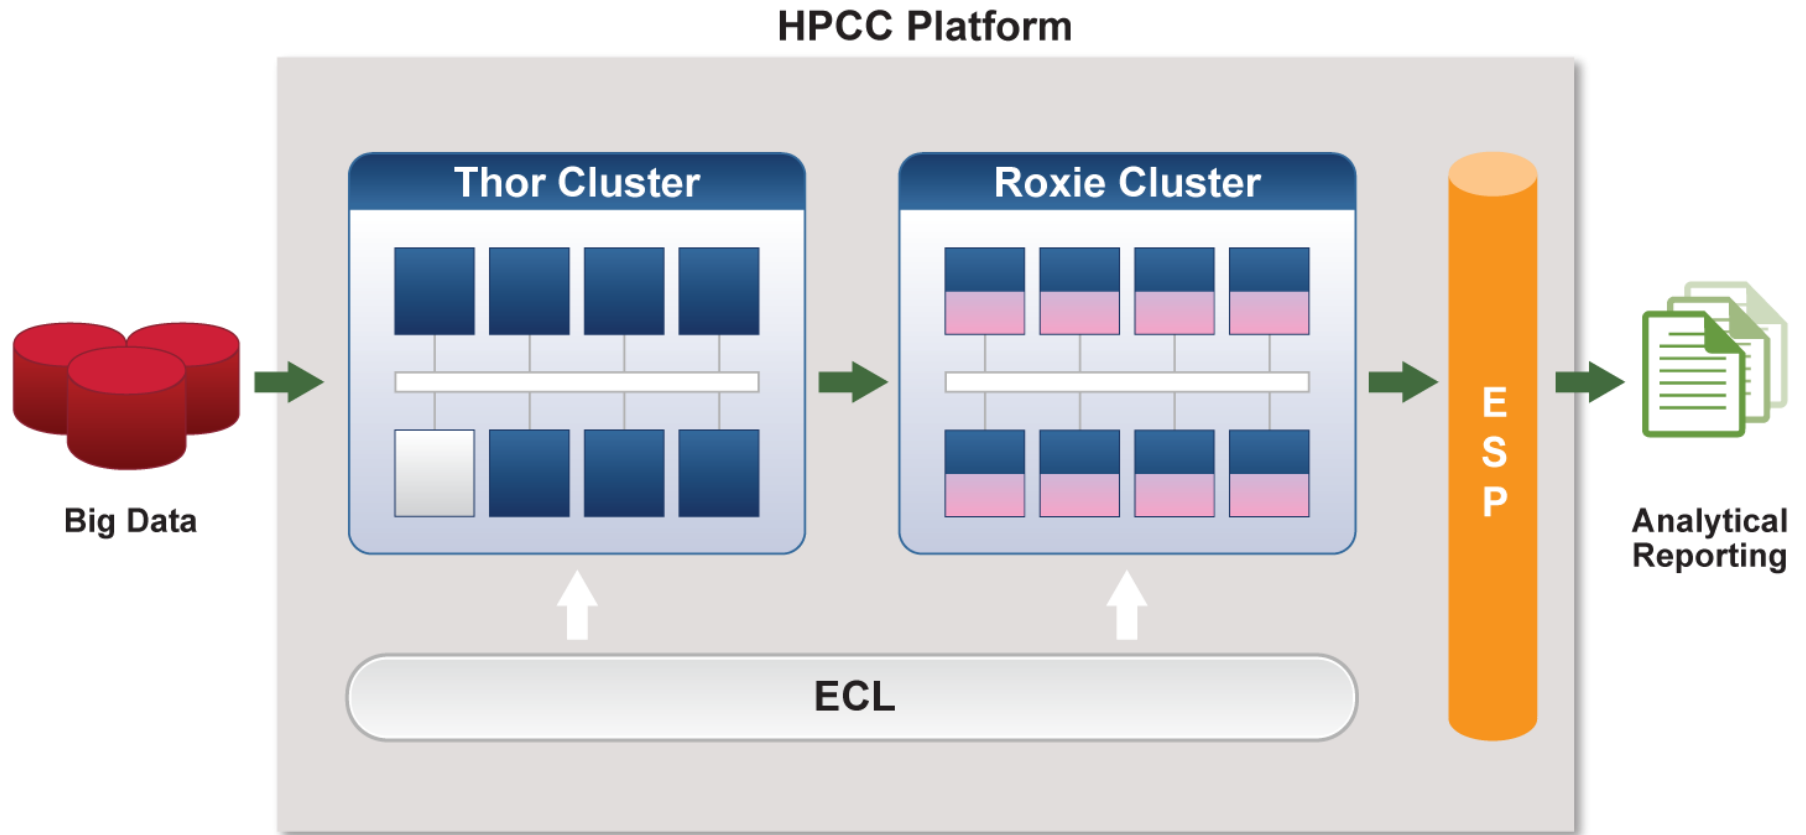 HPCC Platform
Thor Cluster
Roxie Cluster
Big Data
E
S
P
Analytical
Reporting
ECL